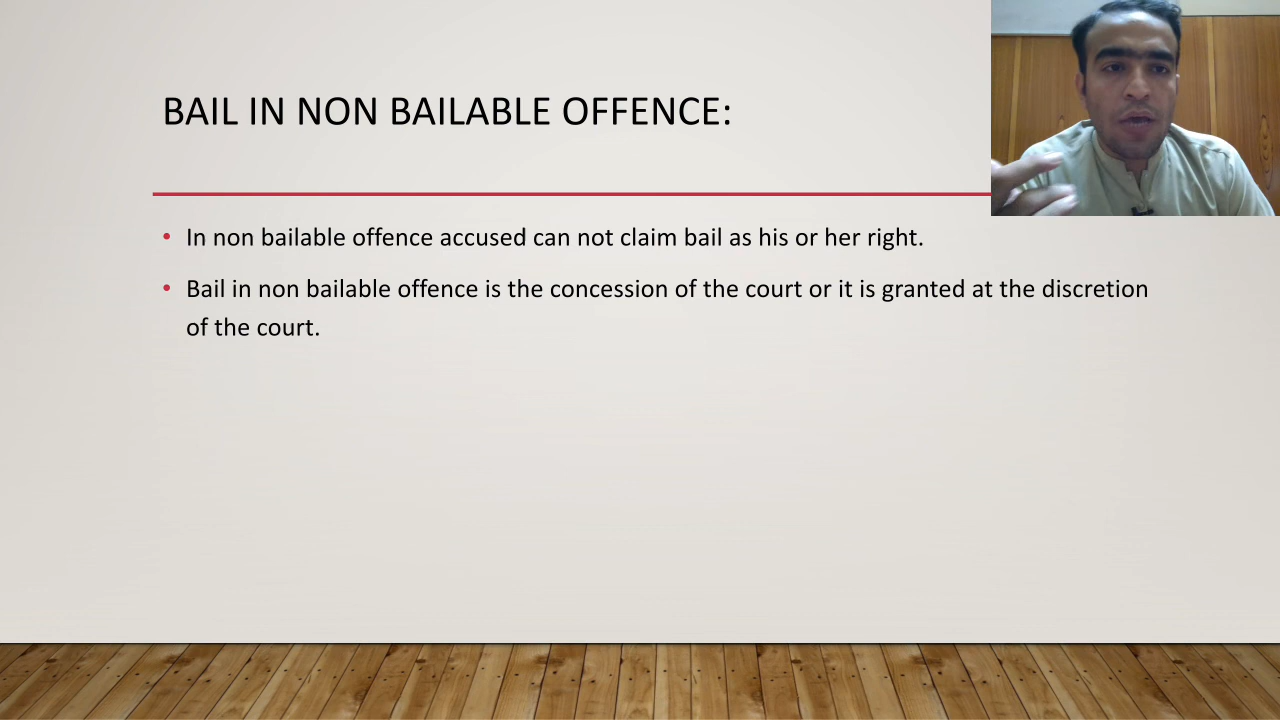 BAIL IN NON BAILABLE OFFENCE:
• In non bailable offence accused can not claim bail as his or her right.
• Bail in non bailable offence is the concession of the court or it is granted at the discretion
of the court.